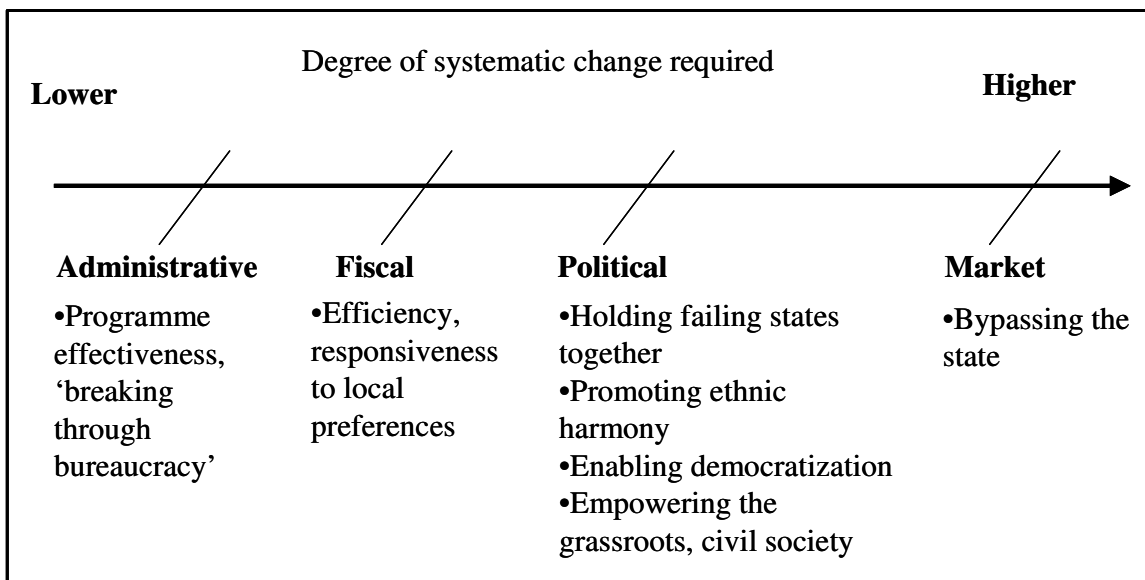 Degree of systematic change required
Lower
Higher
Administrative
•Programme
effectiveness,
‘breaking
through
bureaucracy’
Fiscal
•Efficiency,
responsiveness
to local
preferences
Political
•Holding failing states
together
•Promoting ethnic
harmony
•Enabling democratization
•Empowering the
grassroots, civil society
Market
•Bypassing the
state